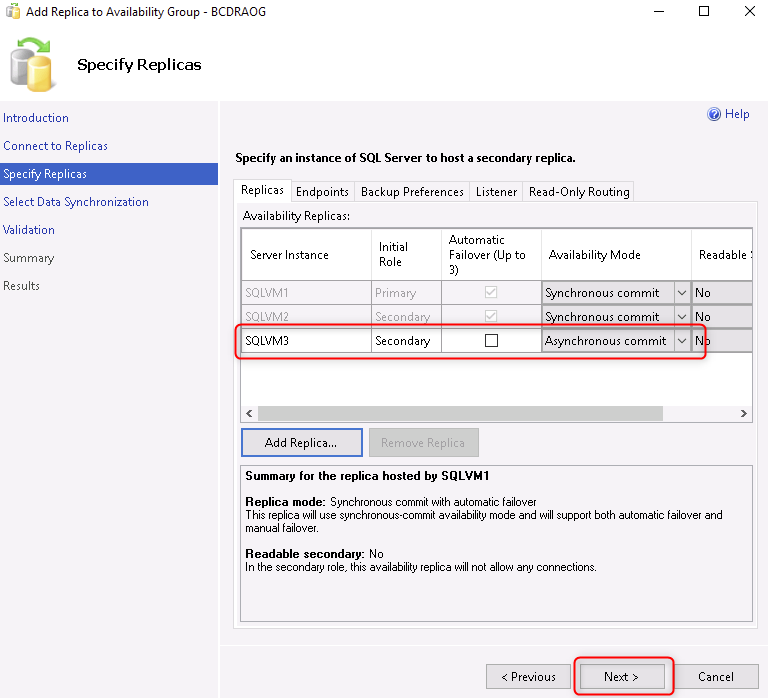 Add Replica to Availability Group - BCDRAOG
Specify Replicas
Introduction
Connect to Replicas
Specify Replicas
Select Data Synchronization
Validation
Summary
Results
Help
Specify an instance of SQL Server to host a secondary replica.
Replicas Endpoints Backup Preferences Listener Read-Only Routing
Availability Replicas:
Server Instance
Initial
Role
Automatic
Failover (Up to
3)
Availability Mode
Readable S
SQLVM1 Primary Synchronous commit No
SQLVM2 Secondary Synchronous commit No
SQLVM3 Secondary Asynchronous commit No
Add Replica... Remove Replica
Summary for the replica hosted by SQLVM1
Replica mode: Synchronous commit with automatic failover
This replica will use synchronous-commit availability mode and will support both automatic failover and
manual failover.
Readable secondary: No
In the secondary role, this availability replica will not allow any connections.
< Previous Next > Cancel